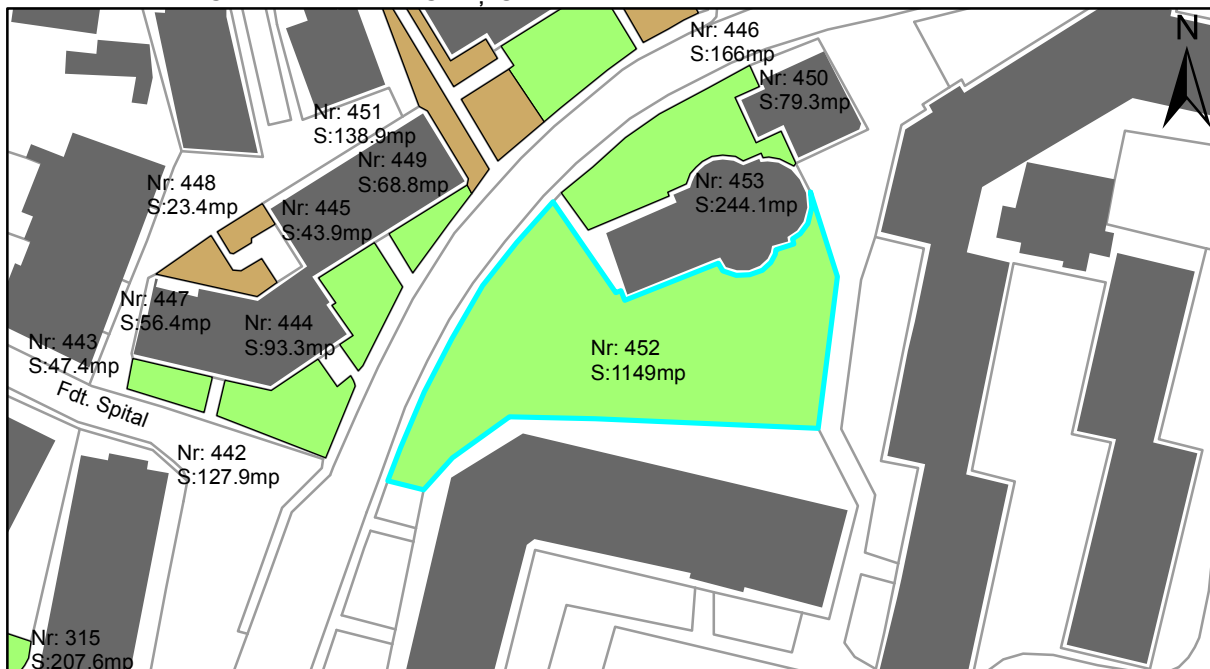 Nr: 446
S:166mp
N
Nr: 450
S:79.3mp
Nr: 451
S:138.9mp
Nr: 449
S:68.8mp
Nr: 448
S:23.4mp
Nr: 453
S:244.1mp
Nr: 445
S:43.9mp
Nr: 447
S:56.4mp
Nr: 444
S:93.3mp
Nr: 443
S:47.4mp
Nr: 452
S:1149mp
Fdt. Spital
Nr: 442
S:127.9mp
Nr: 315
S:207.6mp